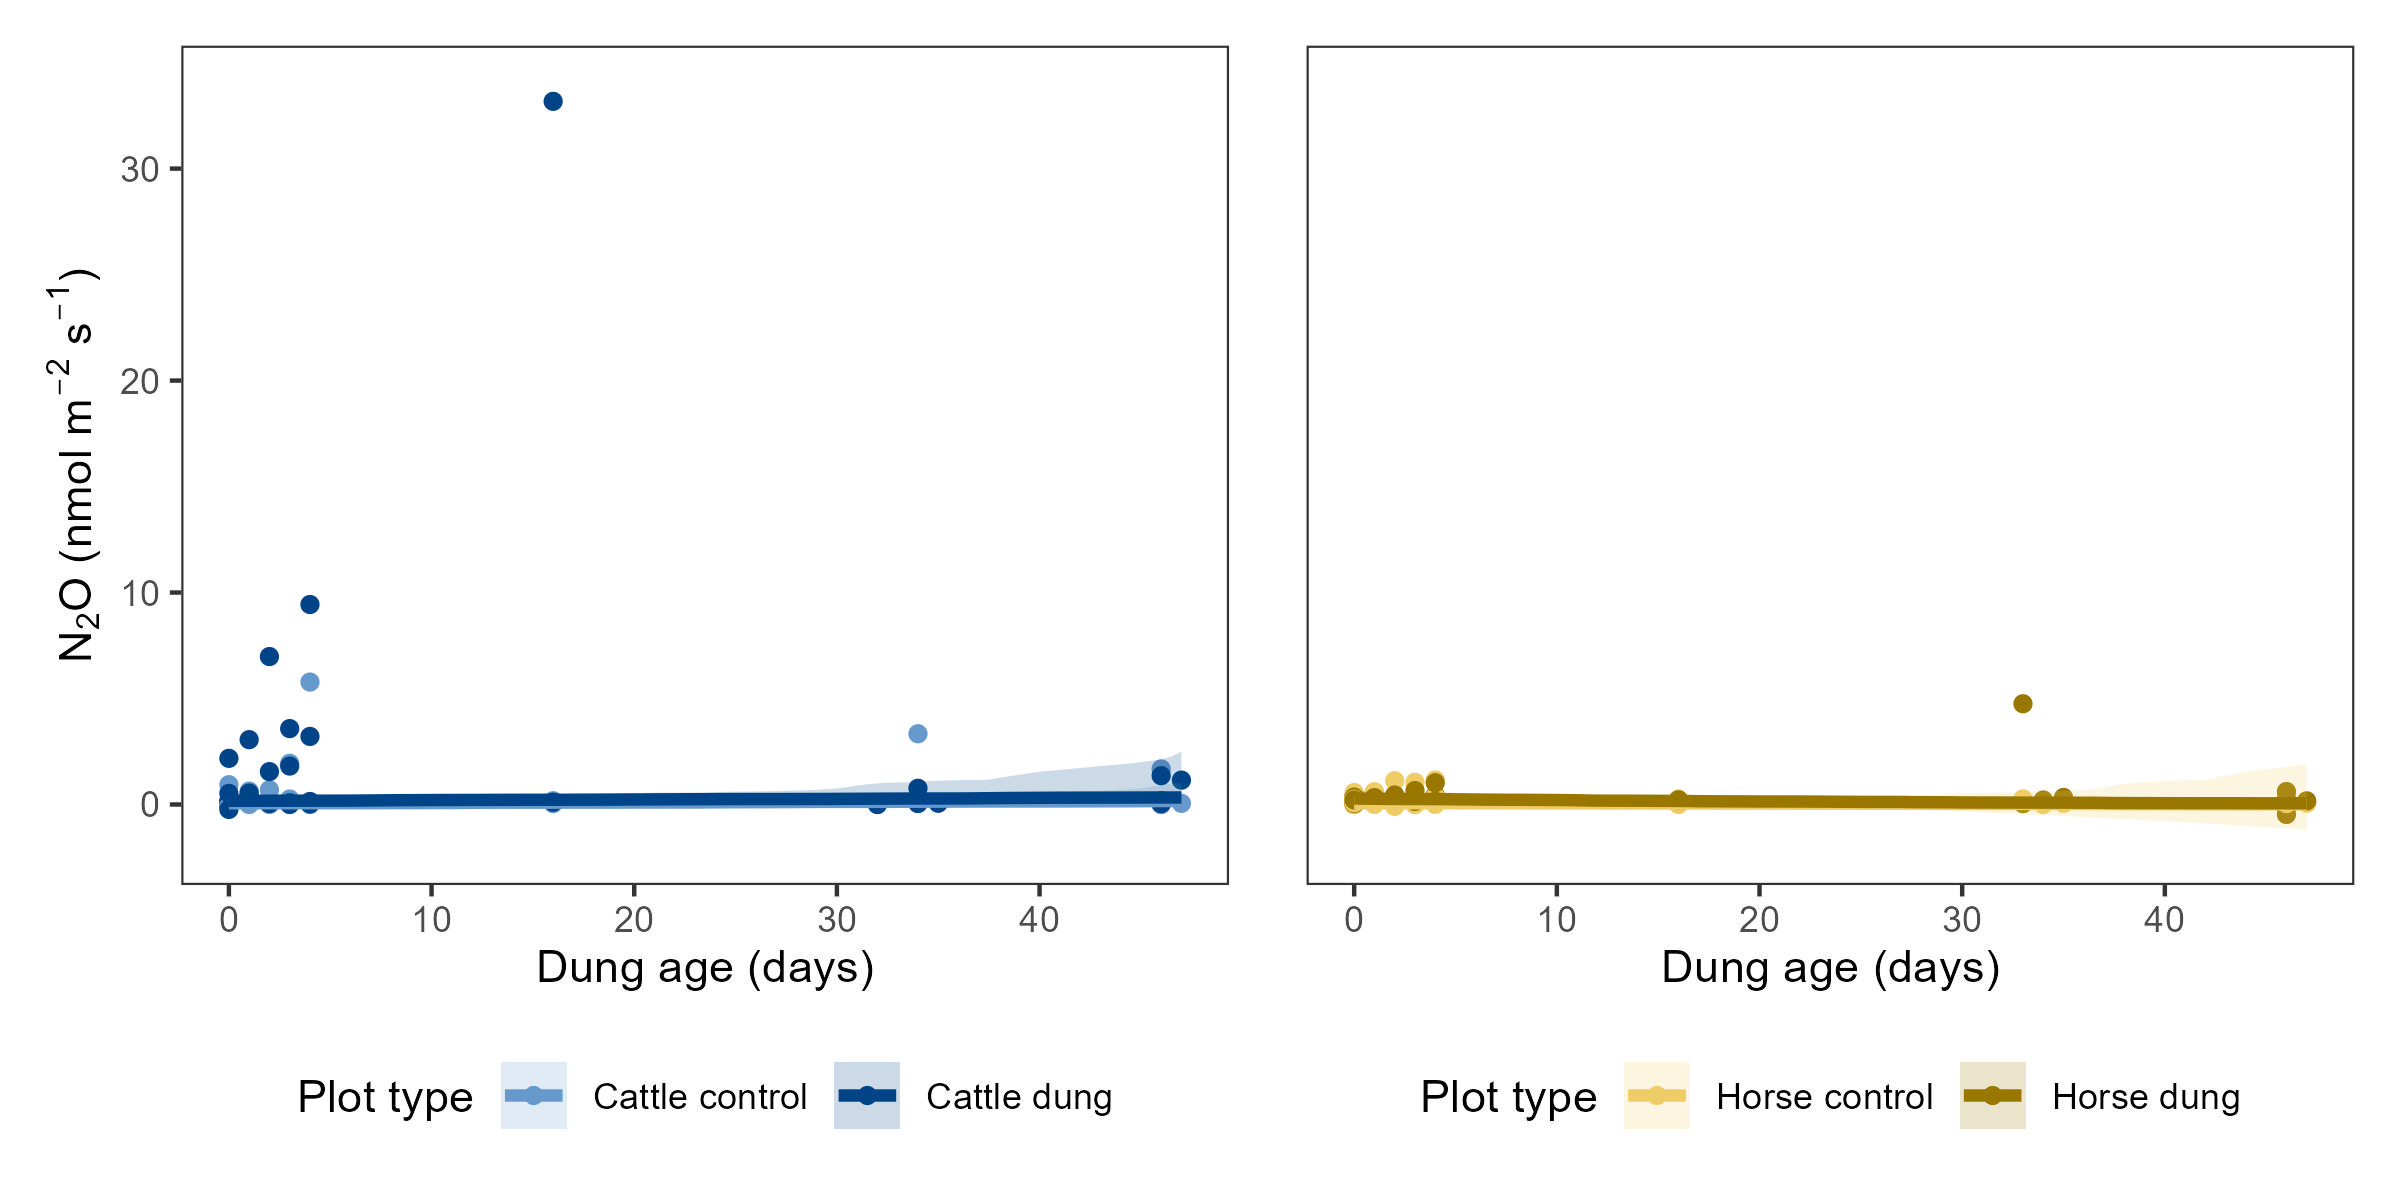 30
20
10
0
N₂O (nmol m⁻² s⁻¹)
0 10 20 30 40
0 10 20 30 40
Dung age (days)
Dung age (days)
Plot type Cattle control Cattle dung
Plot type Horse control Horse dung